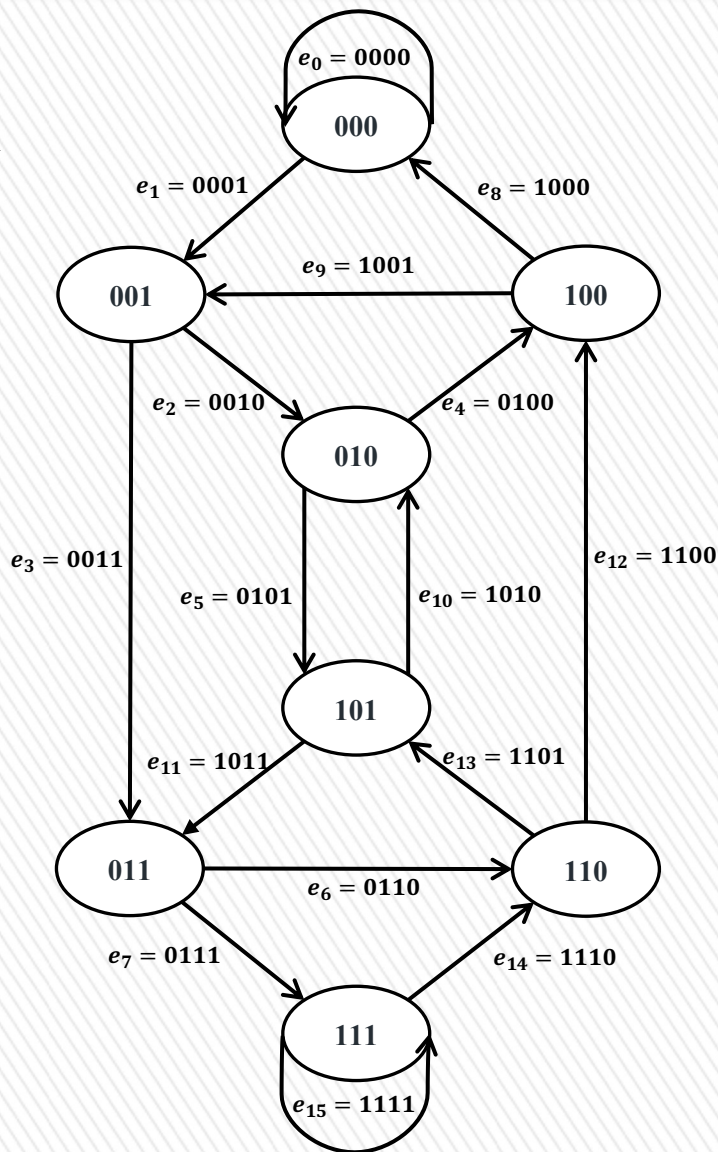 e₀ = 0000
000
e₁ = 0001
e₈ = 1000
e₉ = 1001
001
100
e₂ = 0010
e₄ = 0100
010
e₃ = 0011
e₁₂ = 1100
e₅ = 0101
e₁₀ = 1010
101
e₁₁ = 1011
e₁₃ = 1101
011
110
e₆ = 0110
e₇ = 0111
e₁₄ = 1110
111
e₁₅ = 1111